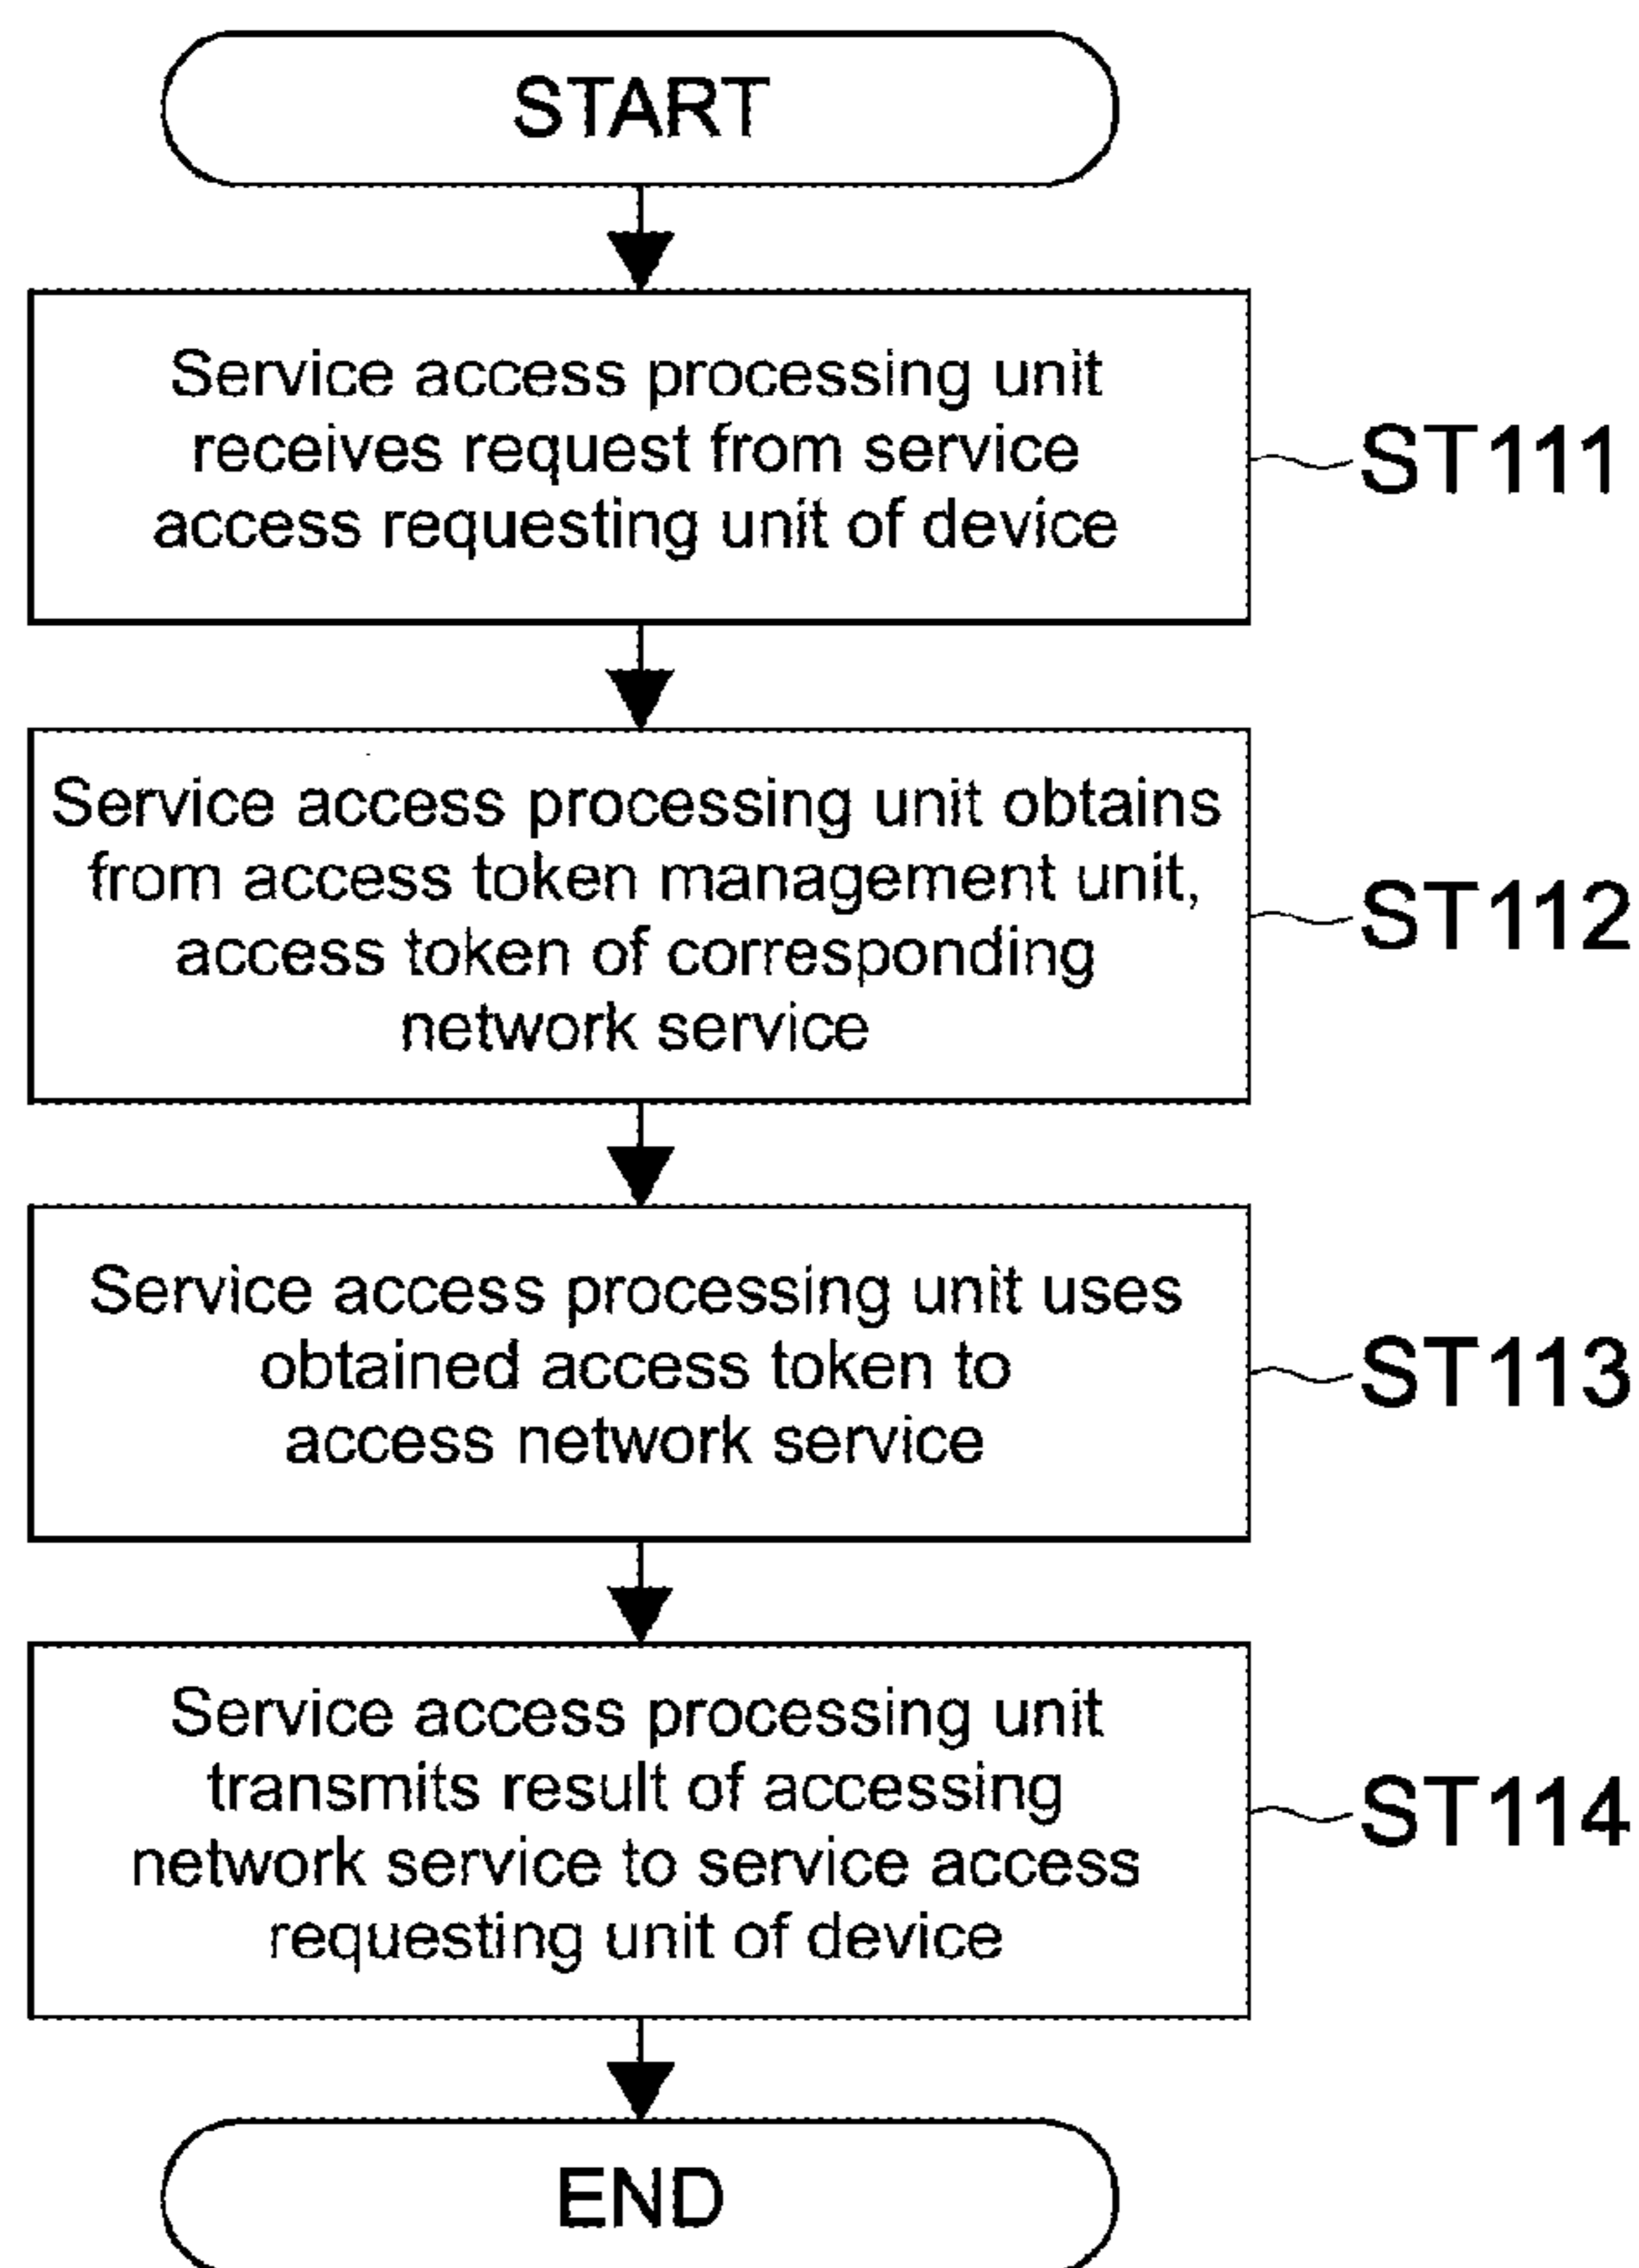 START
Service access processing unit
receives request from service
access requesting unit of device
ST111
Service access processing unit obtains
from access token management unit,
access token of corresponding
network service
ST112
Service access processing unit uses
obtained access token to
access network service
ST113
Service access processing unit
transmits result of accessing
network service to service access
requesting unit of device
ST114
END